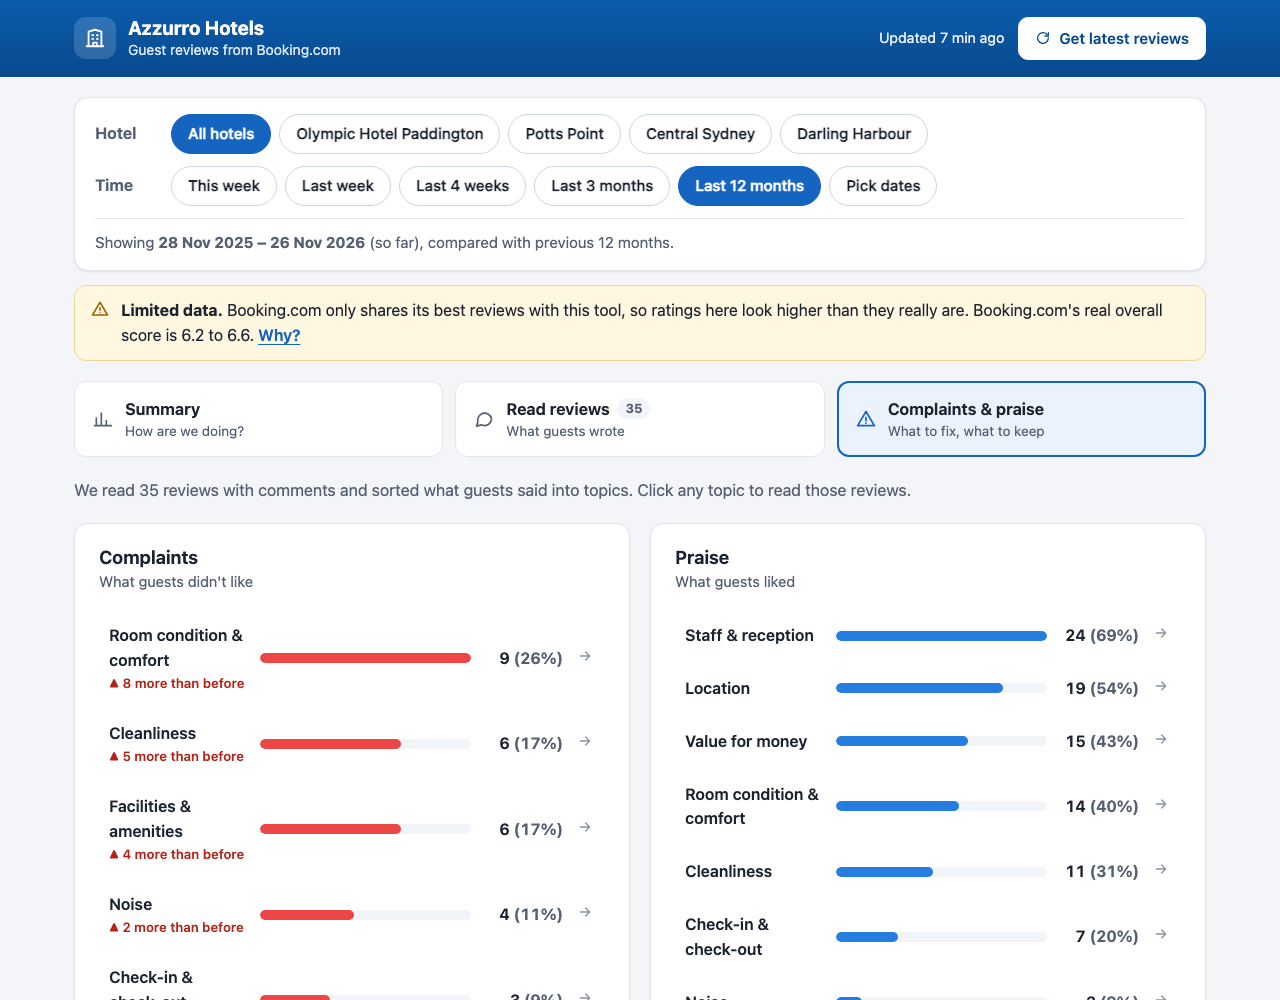 Azzurro Hotels
Guest reviews from Booking.com
Updated 7 min ago
Get latest reviews
Hotel
All hotels
Olympic Hotel Paddington
Potts Point
Central Sydney
Darling Harbour
Time
This week
Last week
Last 4 weeks
Last 3 months
Last 12 months
Pick dates
Showing 28 Nov 2025 – 26 Nov 2026 (so far), compared with previous 12 months.
Limited data. Booking.com only shares its best reviews with this tool, so ratings here look higher than they really are. Booking.com's real overall
score is 6.2 to 6.6. Why?
Summary
How are we doing?
Read reviews 35
What guests wrote
Complaints & praise
What to fix, what to keep
We read 35 reviews with comments and sorted what guests said into topics. Click any topic to read those reviews.
Complaints
What guests didn't like
Room condition &
comfort
▲ 8 more than before
9 (26%) →
Cleanliness
▲ 5 more than before
6 (17%) →
Facilities &
amenities
▲ 4 more than before
6 (17%) →
Noise
▲ 2 more than before
4 (11%) →
Check-in &
check-out
3 (9%) →
Praise
What guests liked
Staff & reception
24 (69%) →
Location
19 (54%) →
Value for money
15 (43%) →
Room condition &
comfort
14 (40%) →
Cleanliness
11 (31%) →
Check-in &
check-out
7 (20%) →
Noise
(9%) →